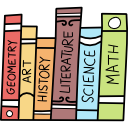 GEOMETRY
ART
HISTORY
LITERATURE
SCIENCE
MATH